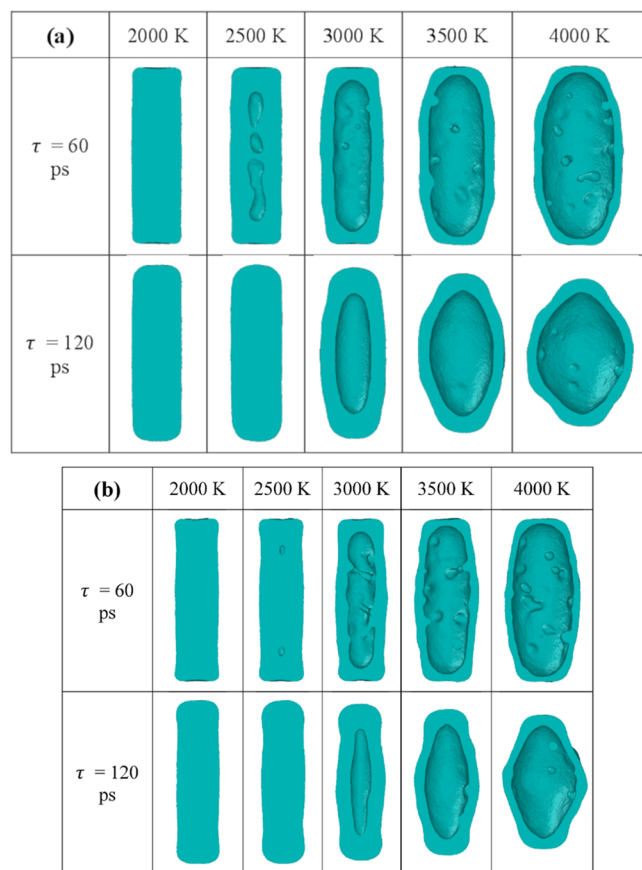 (a) 2000 K 2500 K 3000 K 3500 K 4000 K
τ = 60
ps
τ = 120
ps
(b) 2000 K 2500 K 3000 K 3500 K 4000 K
τ = 60
ps
τ = 120
ps